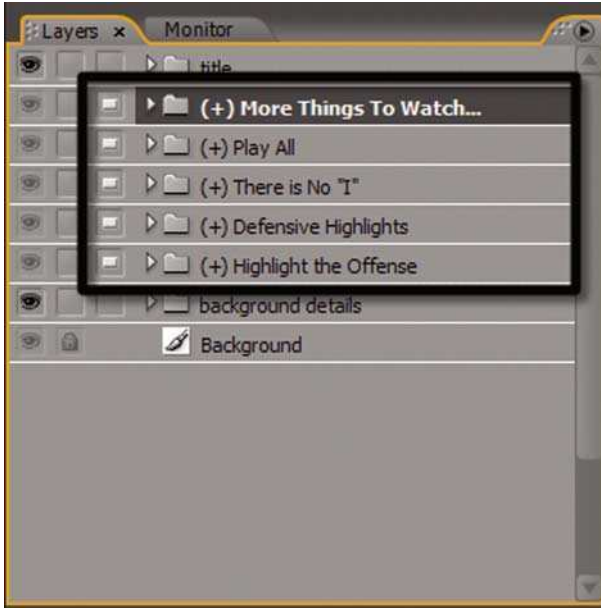 Layers x Monitor
title
(+) More Things To Watch...
(+) Play All
(+) There is No "I"
(+) Defensive Highlights
(+) Highlight the Offense
background details
Background